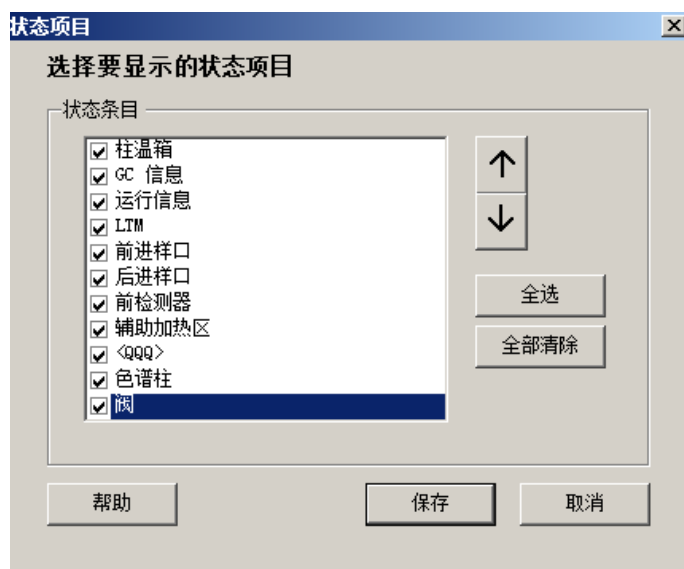 状态项目
选择要显示的状态项目
状态条目
柱温箱
GC 信息
运行信息
LTM
前进样口
后进样口
前检测器
辅助加热区
<QQQ>
色谱柱
阀
全选
全部清除
帮助
保存
取消